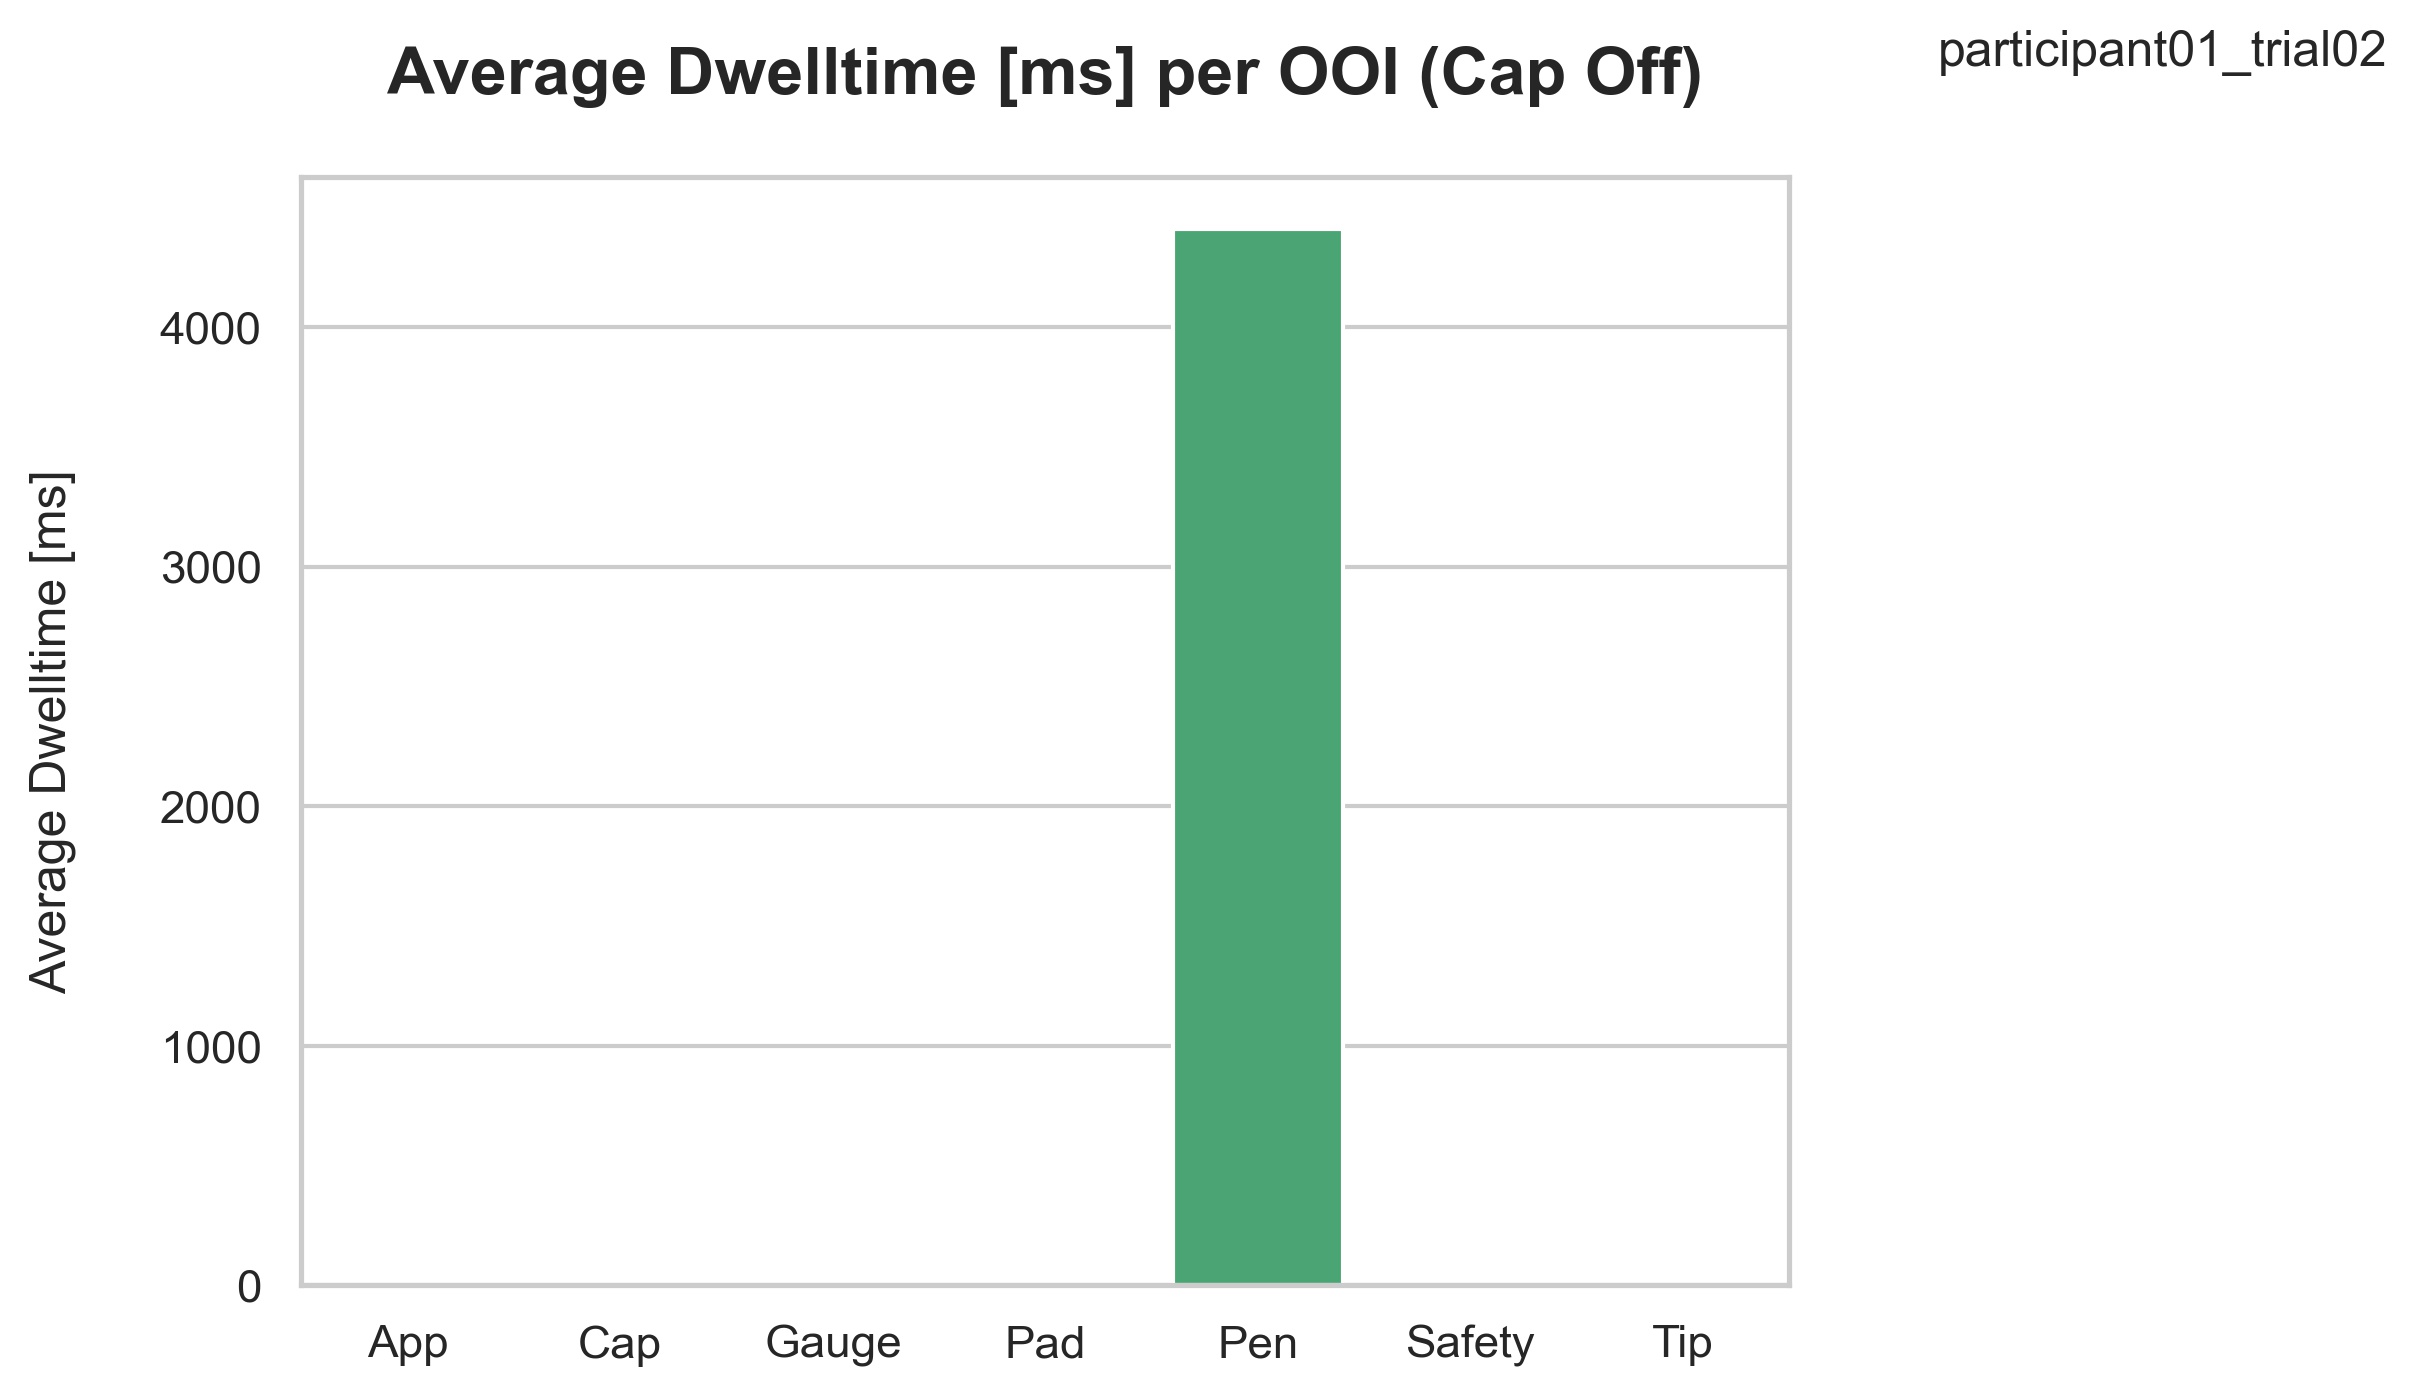 Average Dwelltime [ms] per OOI (Cap Off)
participant01_trial02
Average Dwelltime [ms]
4000
3000
2000
1000
0
App Cap Gauge Pad Pen Safety Tip